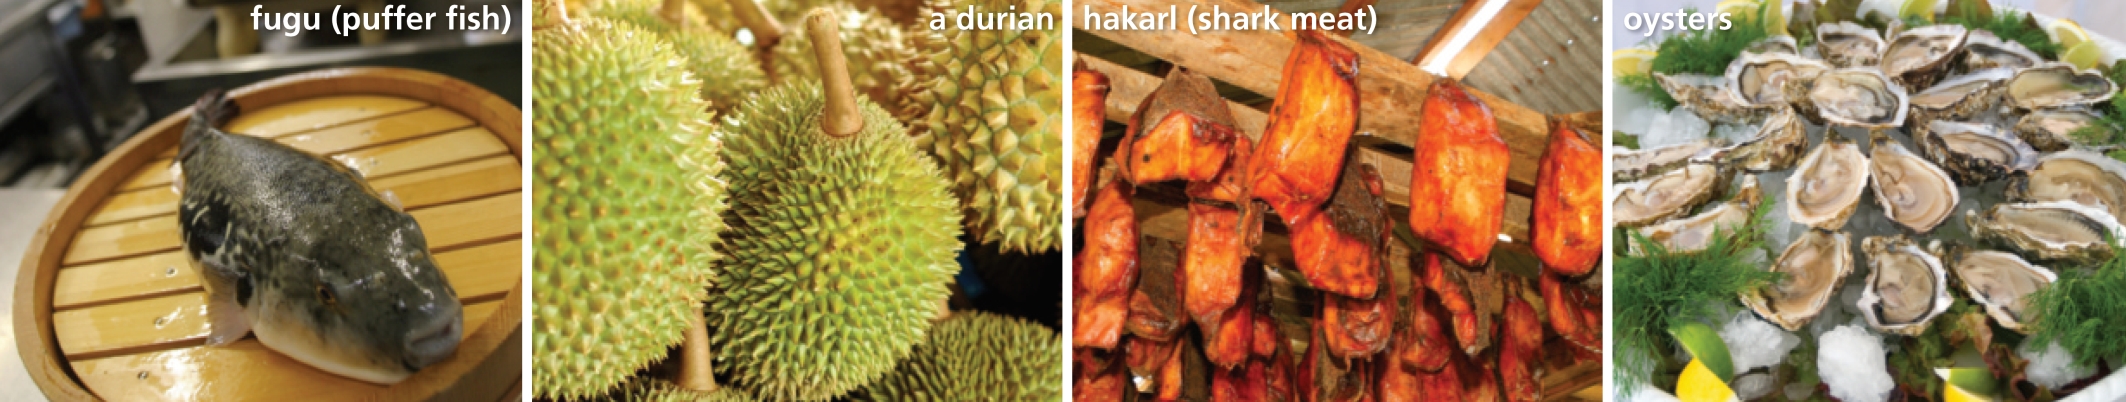 fugu (puffer fish)
a durian
hakarl (shark meat)
oysters